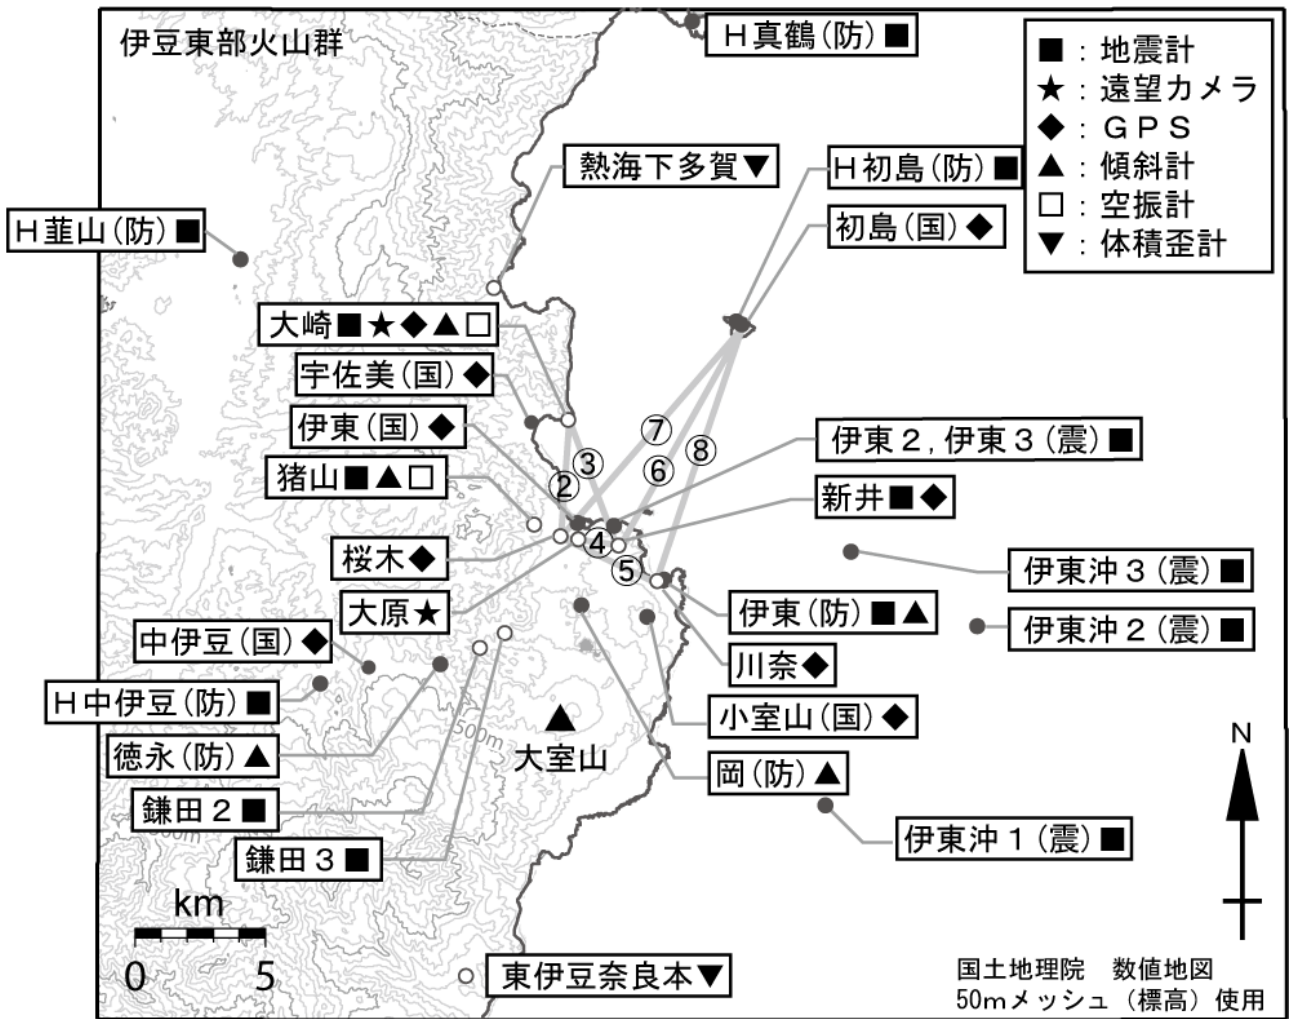 伊豆東部火山群
H真鶴(防)■
■:地震計
★:遠望カメラ
◆:GPS
▲:傾斜計
□:空振計
▼:体積歪計
熱海下多賀▼
H初島(防)■
初島(国)◆
H韮山(防)■
大崎■★◆▲□
宇佐美(国)◆
伊東(国)◆
猪山■▲□
桜木◆
大原★
中伊豆(国)◆
H中伊豆(防)■
徳永(防)▲
鎌田2■
鎌田3■
⑦
⑧
③
⑥
②
④
⑤
伊東2,伊東3(震)■
新井■◆
伊東沖3(震)■
伊東(防)■▲
伊東沖2(震)■
川奈◆
小室山(国)◆
岡(防)▲
伊東沖1(震)■
500m
大室山
500m
N
km
0 5
東伊豆奈良本▼
国土地理院 数値地図
50mメッシュ(標高)使用